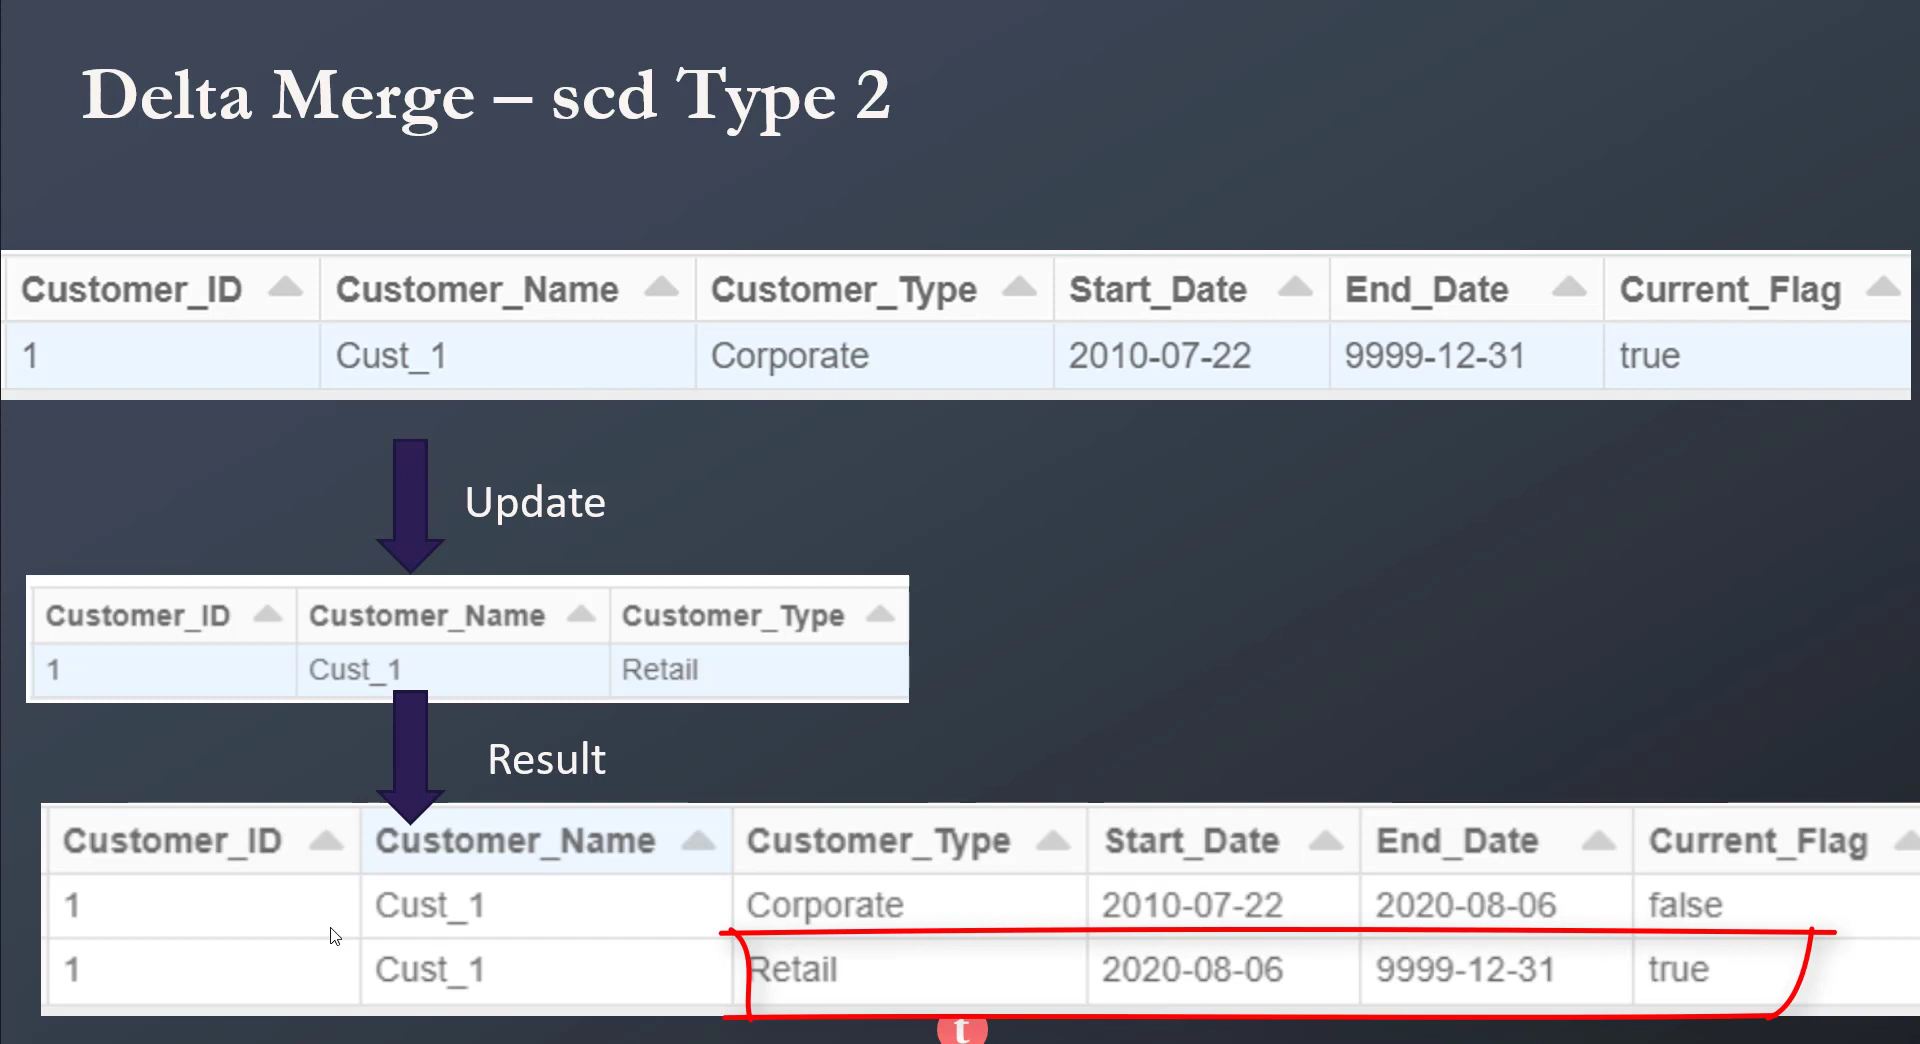 Delta Merge – scd Type 2
Customer_ID Customer_Name Customer_Type Start_Date End_Date Current_Flag
1 Cust_1 Corporate 2010-07-22 9999-12-31 true
Update
Customer_ID Customer_Name Customer_Type
1 Cust_1 Retail
Result
Customer_ID Customer_Name Customer_Type Start_Date End_Date Current_Flag
1 Cust_1 Corporate 2010-07-22 2020-08-06 false
1 Cust_1 Retail 2020-08-06 9999-12-31 true
t